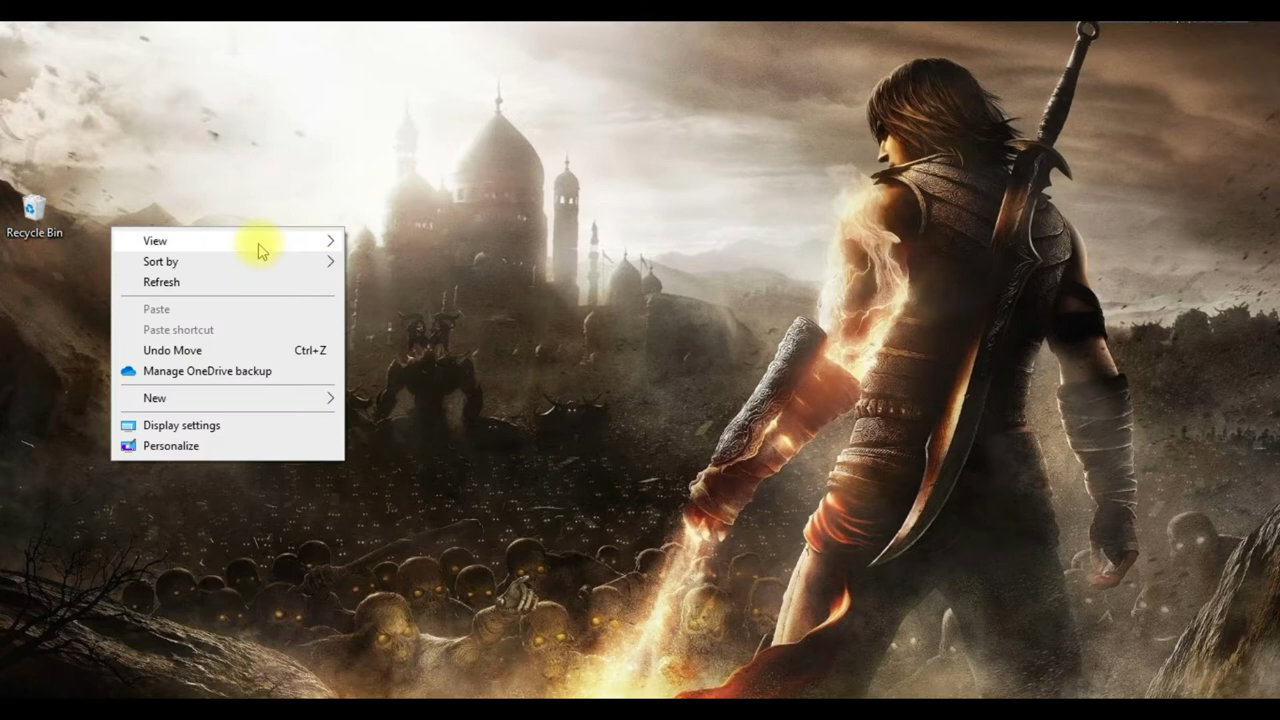 Recycle Bin
View
Sort by
Refresh
Paste
Paste shortcut
Undo Move Ctrl+Z
Manage OneDrive backup
New
Display settings
Personalize